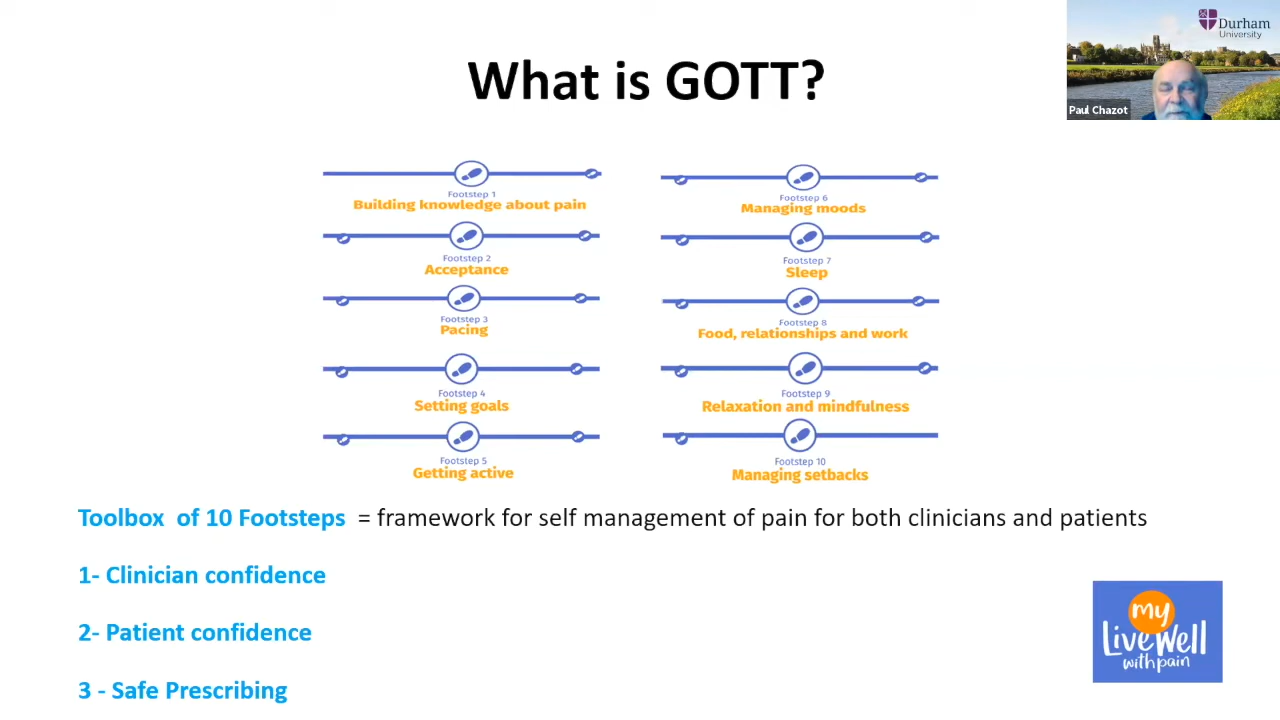 Durham
University
Paul Chazot
What is GOTT?
Footstep 1
Building knowledge about pain
Footstep 2
Acceptance
Footstep 3
Pacing
Footstep 4
Setting goals
Footstep 5
Getting active
Footstep 6
Managing moods
Footstep 7
Sleep
Footstep 8
Food, relationships and work
Footstep 9
Relaxation and mindfulness
Footstep 10
Managing setbacks
Toolbox of 10 Footsteps = framework for self management of pain for both clinicians and patients
1- Clinician confidence
2- Patient confidence
3 - Safe Prescribing
my
LiveWell
with pain